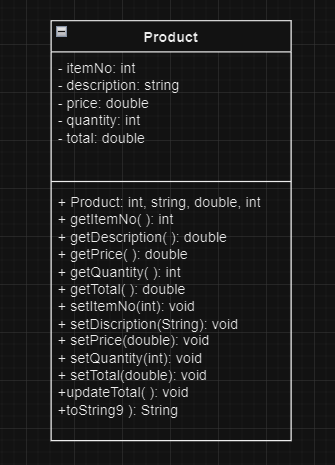 Product
- itemNo: int
- description: string
- price: double
- quantity: int
- total: double
+ Product: int, string, double, int
+ getItemNo( ): int
+ getDescription( ): double
+ getPrice( ): double
+ getQuantity( ): int
+ getTotal( ): double
+ setItemNo(int): void
+ setDiscription(String): void
+ setPrice(double): void
+ setQuantity(int): void
+ setTotal(double): void
+updateTotal( ): void
+toString9 ): String